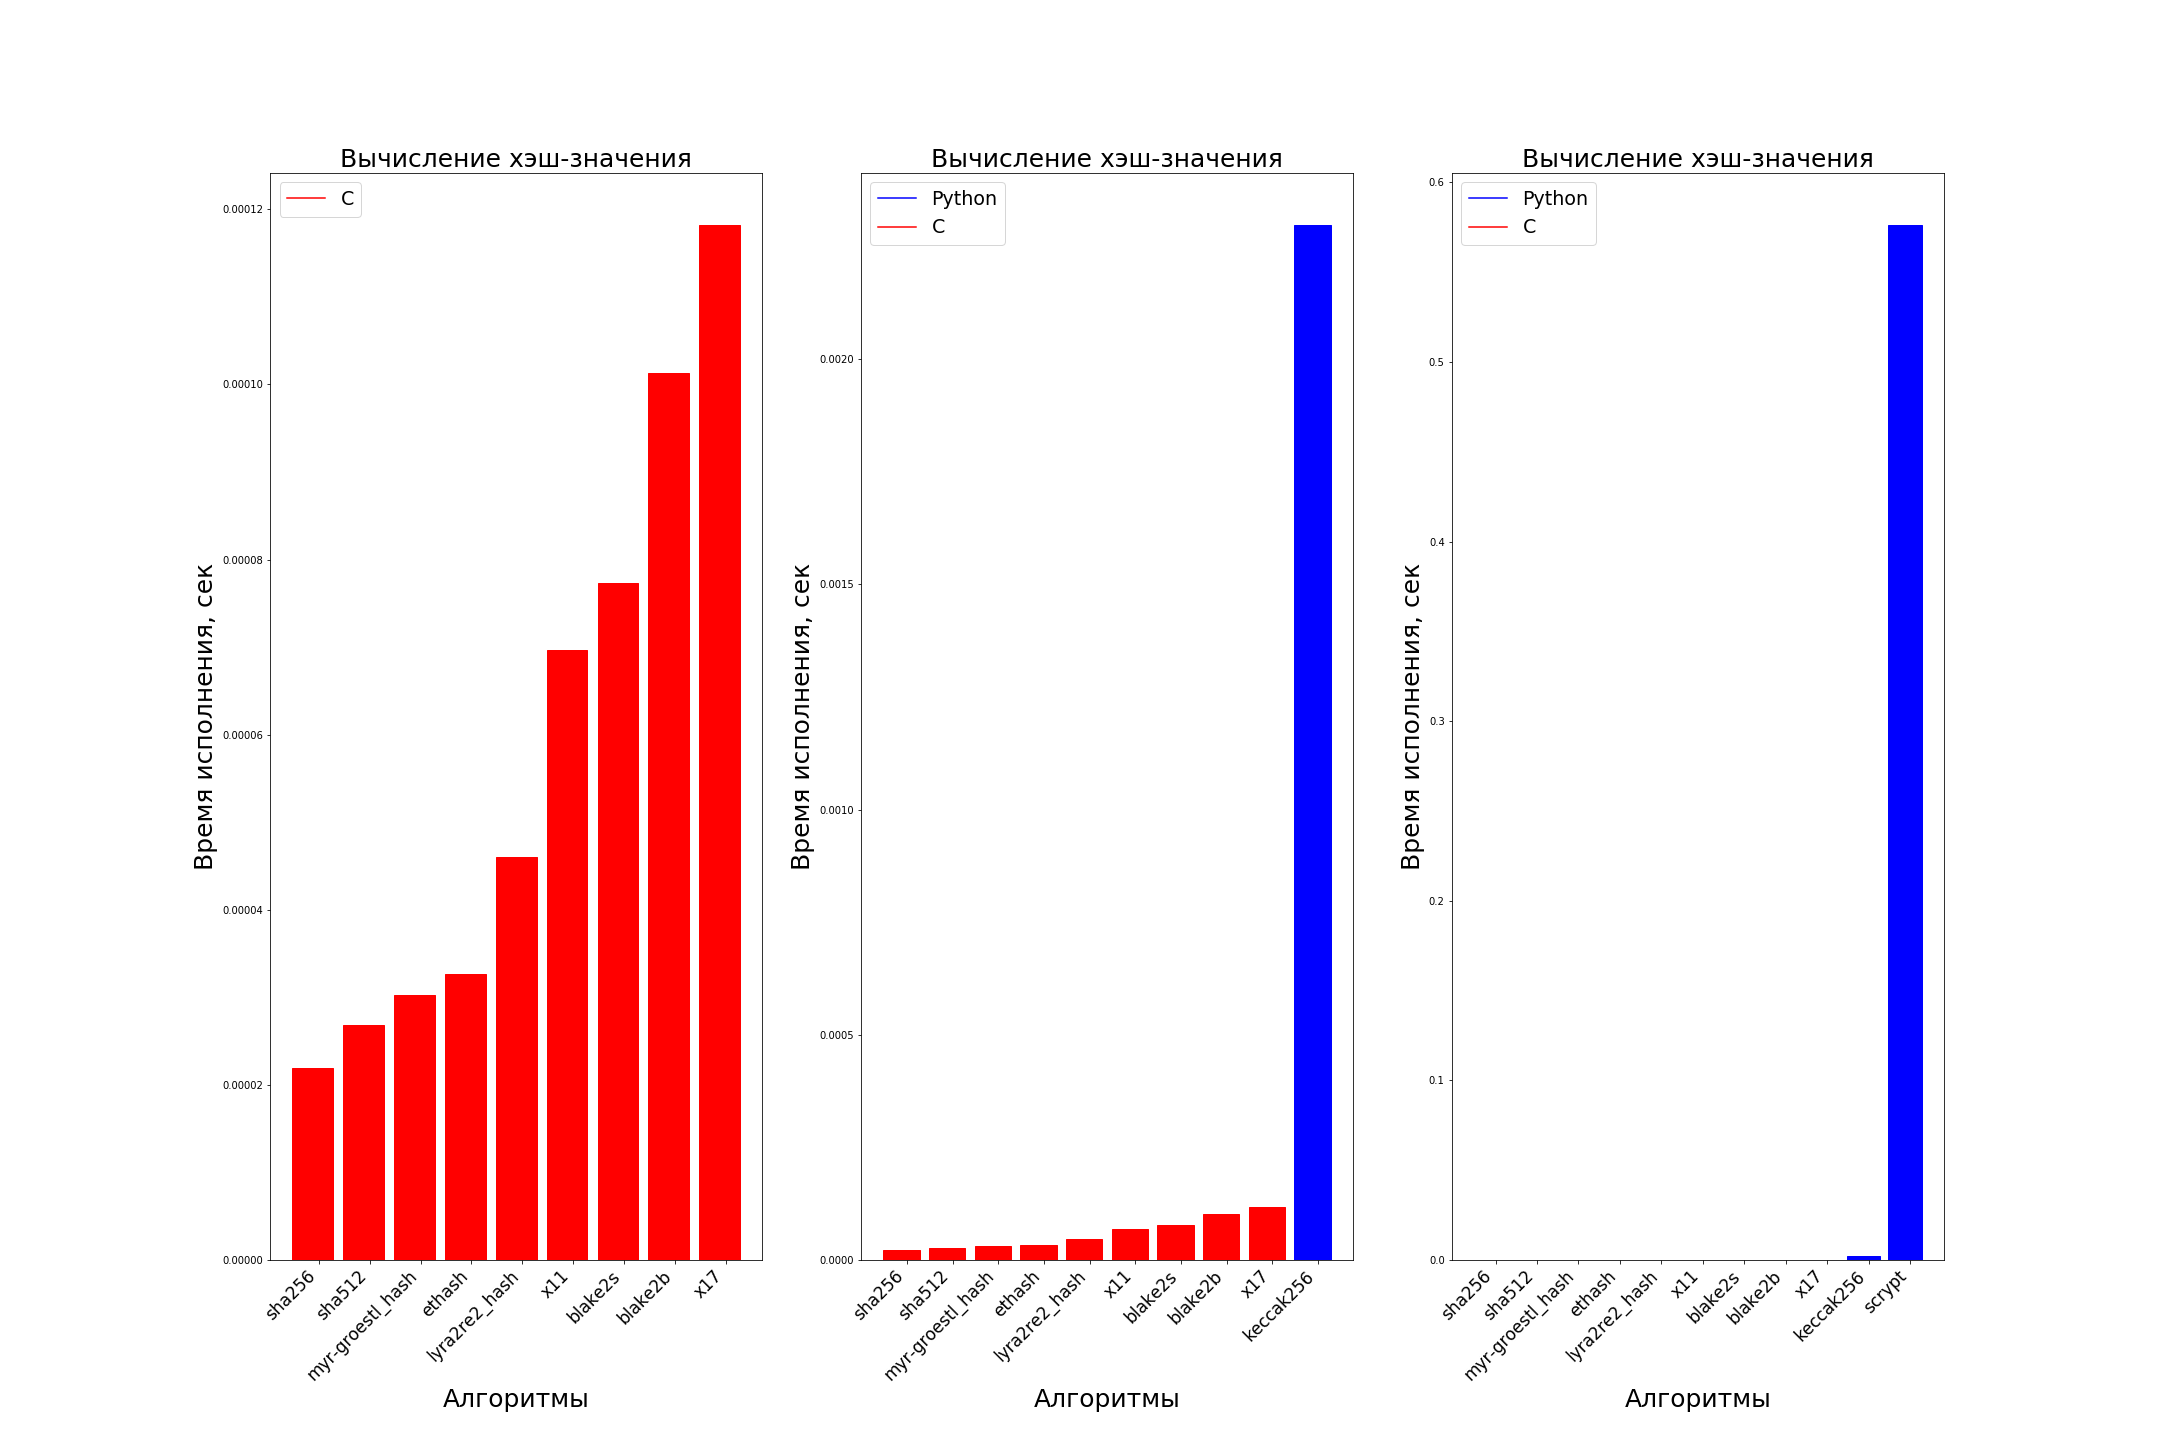 Вычисление хэш-значения
C
0.00012
0.00010
0.00008
0.00006
0.00004
0.00002
0.00000
Время исполнения, сек
sha256
sha512
myr-groestl_hash
ethash
lyra2re2_hash
x11
blake2s
blake2b
x17
Алгоритмы
Вычисление хэш-значения
Python
C
0.0020
0.0015
0.0010
0.0005
0.0000
Время исполнения, сек
sha256
sha512
myr-groestl_hash
ethash
lyra2re2_hash
x11
blake2s
blake2b
x17
keccak256
Алгоритмы
Вычисление хэш-значения
Python
C
0.6
0.5
0.4
0.3
0.2
0.1
0.0
Время исполнения, сек
sha256
sha512
myr-groestl_hash
ethash
lyra2re2_hash
x11
blake2s
blake2b
x17
keccak256
scrypt
Алгоритмы